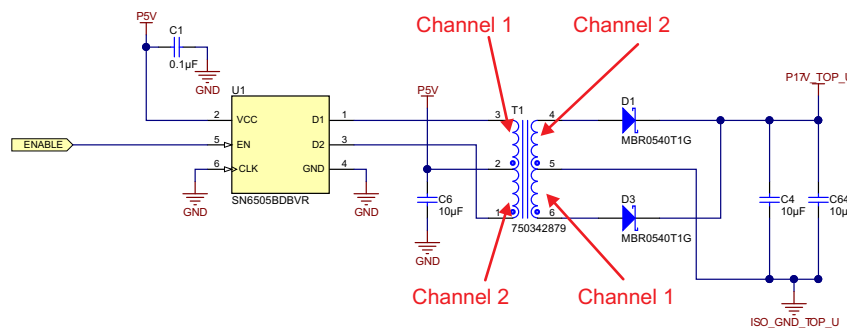 Channel 1
Channel 2
P5V
C1
0.1µF
GND
U1
P5V
T1
P17V_TOP_U
D1
MBR0540T1G
2
VCC
D1
1
3
4
ENABLE
5
EN
D2
3
2
5
6
CLK
GND
4
C6
10µF
C4
10µF
C64
10µF
GND
SN6505BDBVR
GND
1
6
D3
MBR0540T1G
750342879
GND
Channel 2
Channel 1
ISO_GND_TOP_U